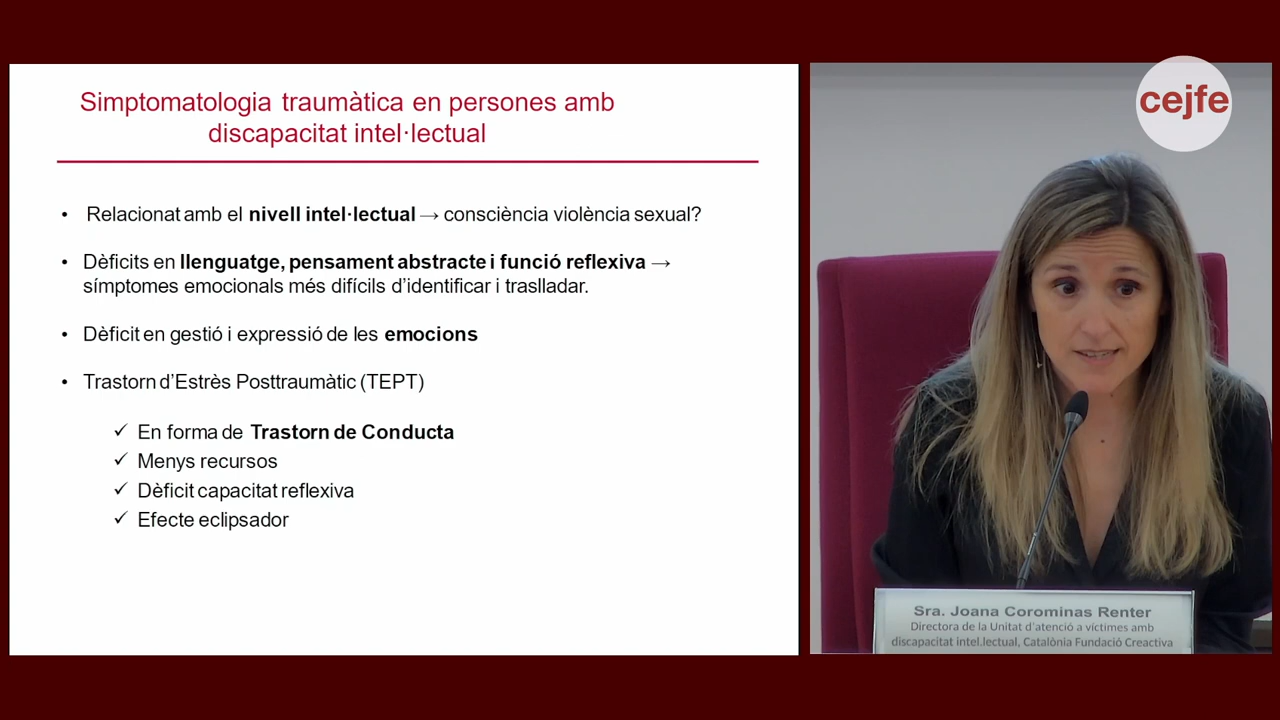 Simptomatologia traumàtica en persones amb
discapacitat intel·lectual
• Relacionat amb el nivell intel·lectual → consciència violència sexual?
• Dèficits en llenguatge, pensament abstracte i funció reflexiva →
símptomes emocionals més difícils d’identificar i traslladar.
• Dèficit en gestió i expressió de les emocions
• Trastorn d’Estrès Posttraumàtic (TEPT)
✓ En forma de Trastorn de Conducta
✓ Menys recursos
✓ Dèficit capacitat reflexiva
✓ Efecte eclipsador
cejfe
Sra. Joana Corominas Renter
Directora de la Unitat d’atenció a víctimes amb
discapacitat intel.lectual, Catalònia Fundació Creactiva